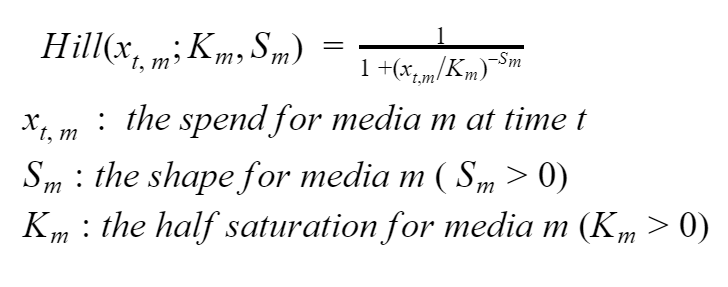 Hill(x_{t, m}; K_m, S_m) = \frac{1}{1 +(x_{t,m}/K_m)^{-S_m}}
x_{t, m} : the spend for media m at time t
S_m : the shape for media m ( S_m > 0)
K_m : the half saturation for media m (K_m > 0)